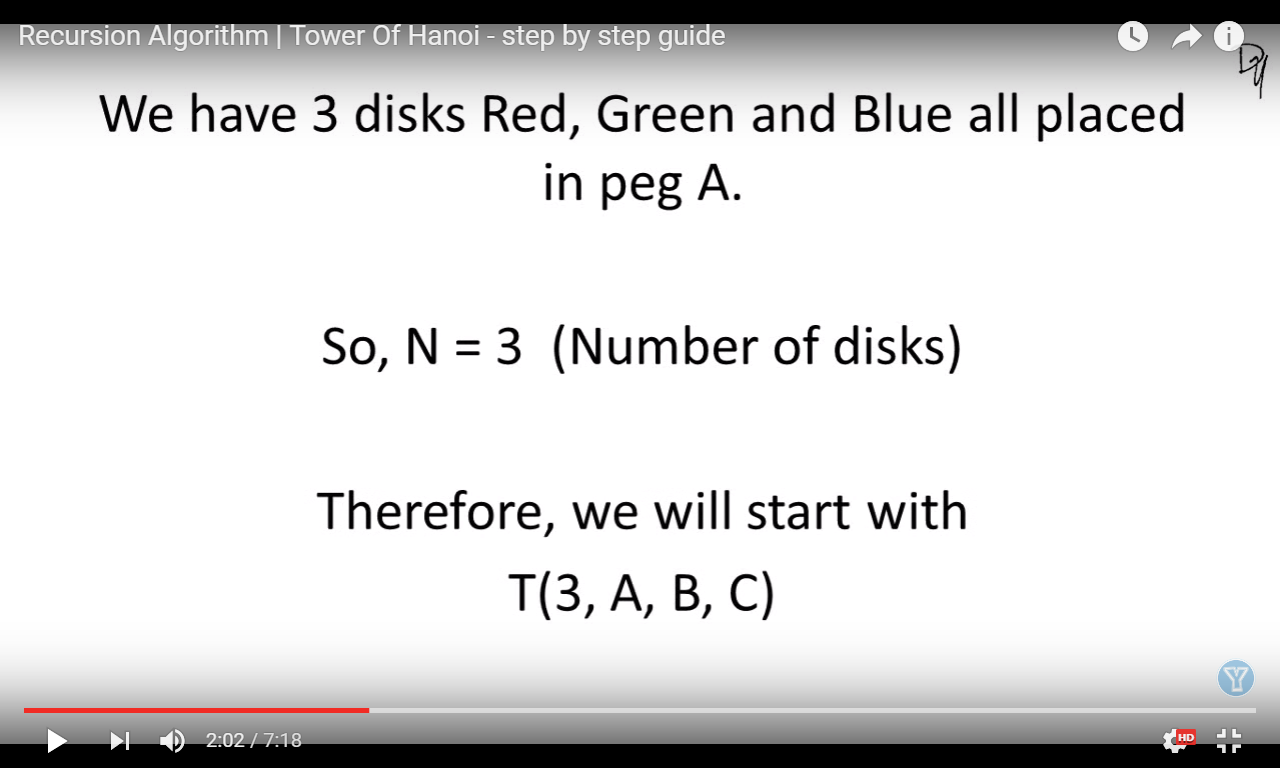 Recursion Algorithm | Tower Of Hanoi - step by step guide
We have 3 disks Red, Green and Blue all placed
in peg A.
So, N = 3 (Number of disks)
Therefore, we will start with
T(3, A, B, C)
2:02 / 7:18
HD